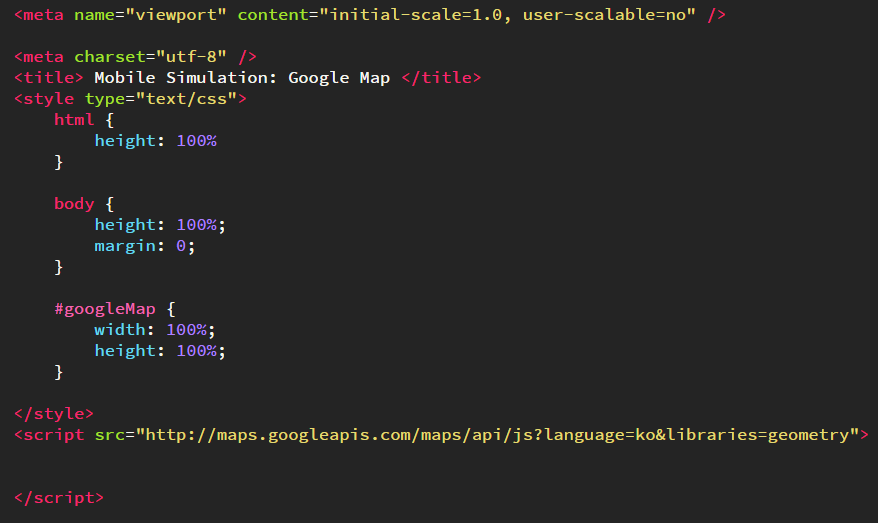 <meta name="viewport" content="initial-scale=1.0, user-scalable=no" />
<meta charset="utf-8" />
<title> Mobile Simulation: Google Map </title>
<style type="text/css">
html {
height: 100%
}
body {
height: 100%;
margin: 0;
}
#googleMap {
width: 100%;
height: 100%;
}
</style>
<script src="http://maps.googleapis.com/maps/api/js?language=ko&libraries=geometry">
</script>